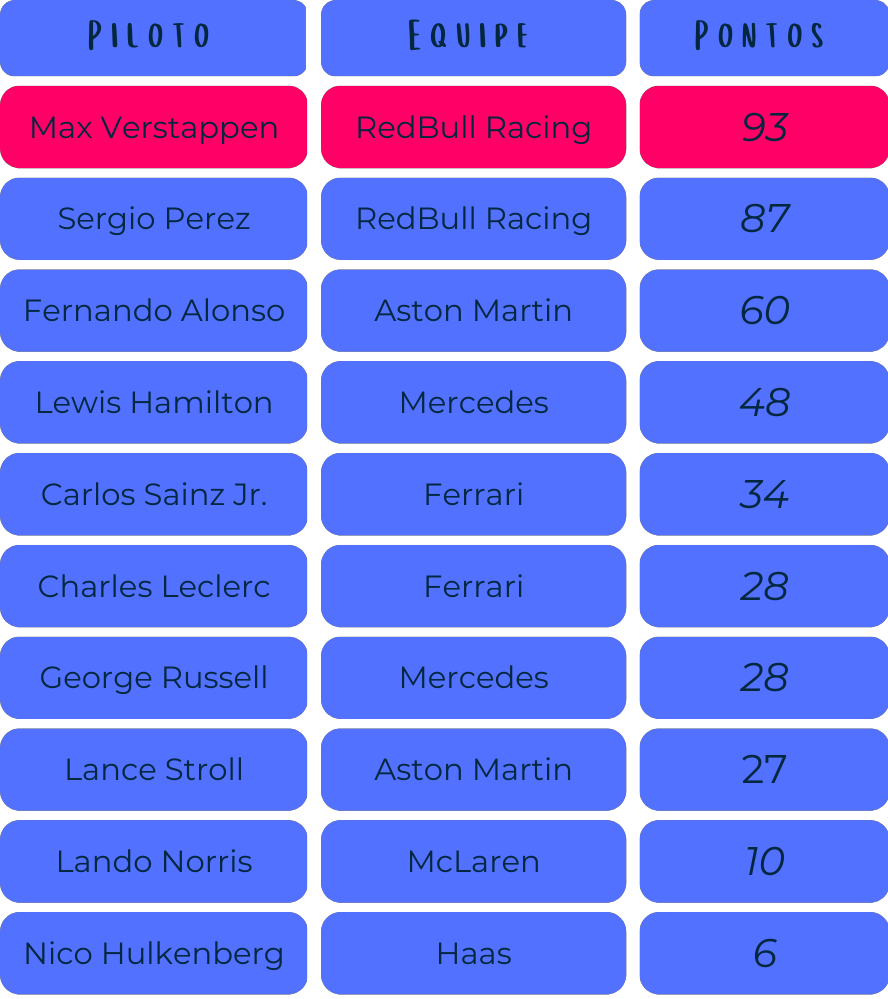 Piloto Equipe Pontos
Max Verstappen RedBull Racing 93
Sergio Perez RedBull Racing 87
Fernando Alonso Aston Martin 60
Lewis Hamilton Mercedes 48
Carlos Sainz Jr. Ferrari 34
Charles Leclerc Ferrari 28
George Russell Mercedes 28
Lance Stroll Aston Martin 27
Lando Norris McLaren 10
Nico Hulkenberg Haas 6